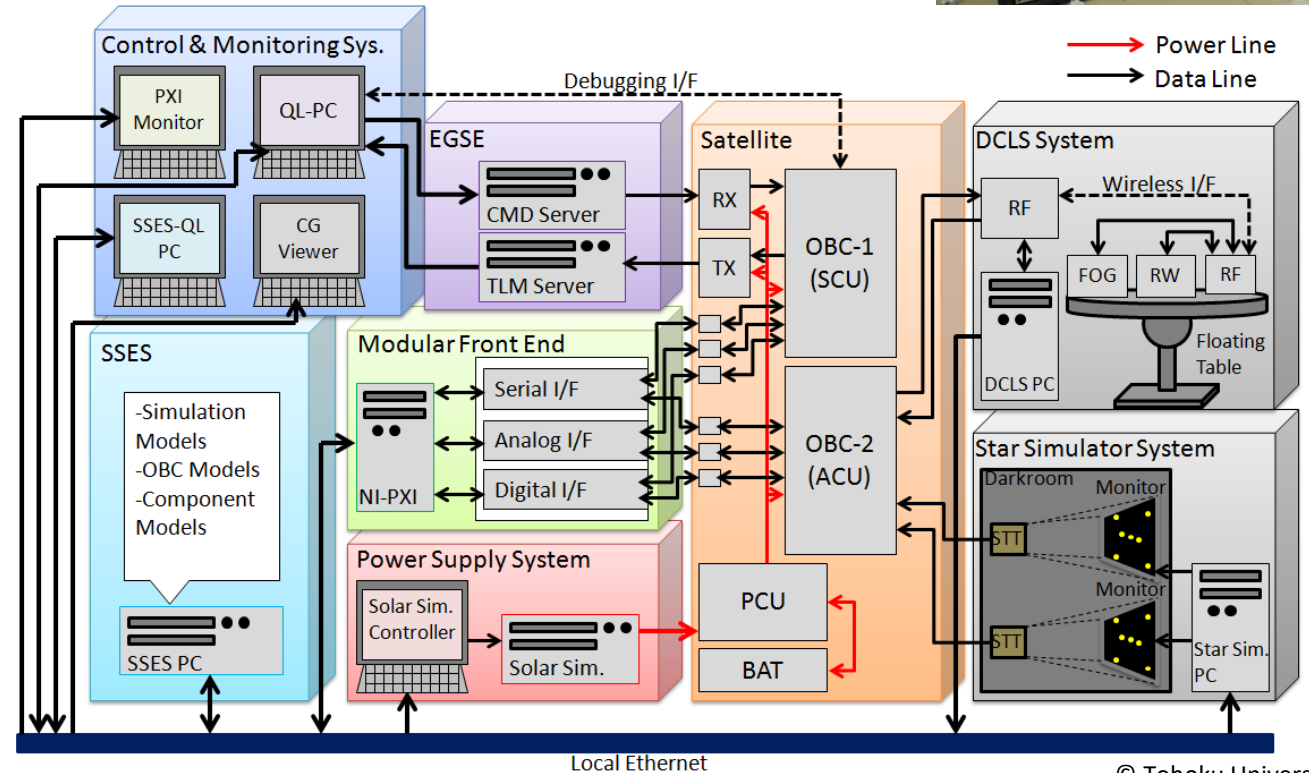 Power Line
Data Line
Control & Monitoring Sys.
PXI
Monitor
QL-PC
SSES-QL
PC
CG
Viewer
Debugging I/F
EGSE
CMD Server
TLM Server
Satellite
RX
TX
OBC-1
(SCU)
OBC-2
(ACU)
PCU
BAT
DCLS System
RF
Wireless I/F
FOG
RW
RF
Floating
Table
DCLS PC
SSES
-Simulation
Models
-OBC Models
-Component
Models
SSES PC
Modular Front End
NI-PXI
Serial I/F
Analog I/F
Digital I/F
Power Supply System
Solar Sim.
Controller
Solar Sim.
Star Simulator System
Darkroom
Monitor
STT
Monitor
STT
Star Sim.
PC
Local Ethernet
© Tohoku Univers